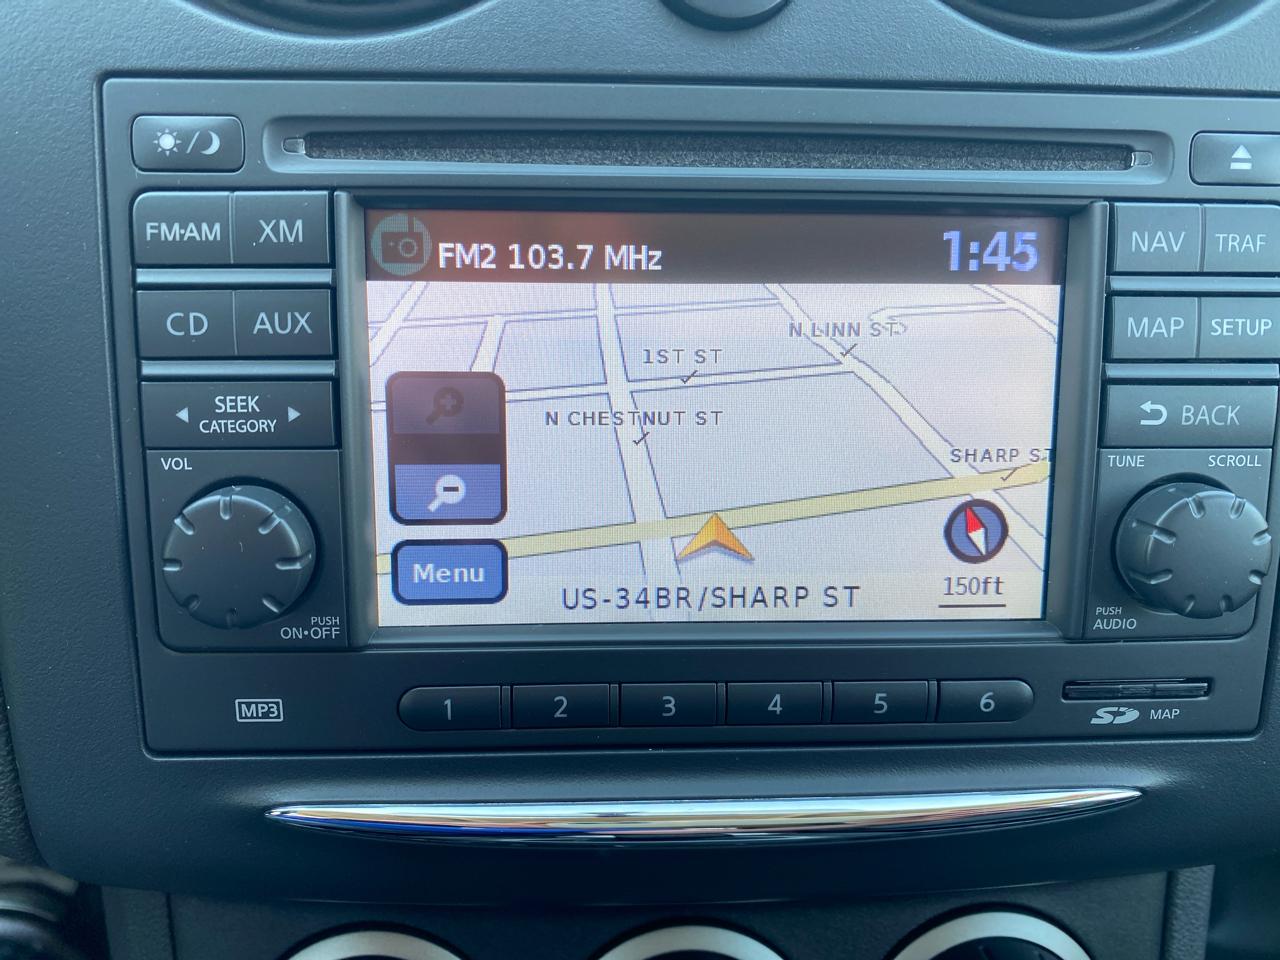 FM•AM
XM
CD
AUX
SEEK
CATEGORY
VOL
PUSH
ON•OFF
MP3
FM2 103.7 MHz
1:45
N LINN ST
1ST ST
N CHESTNUT ST
SHARP ST
Menu
US-34BR/SHARP ST
150ft
NAV
TRAF
MAP
SETUP
BACK
TUNE
SCROLL
PUSH
AUDIO
1
2
3
4
5
6
SD
MAP